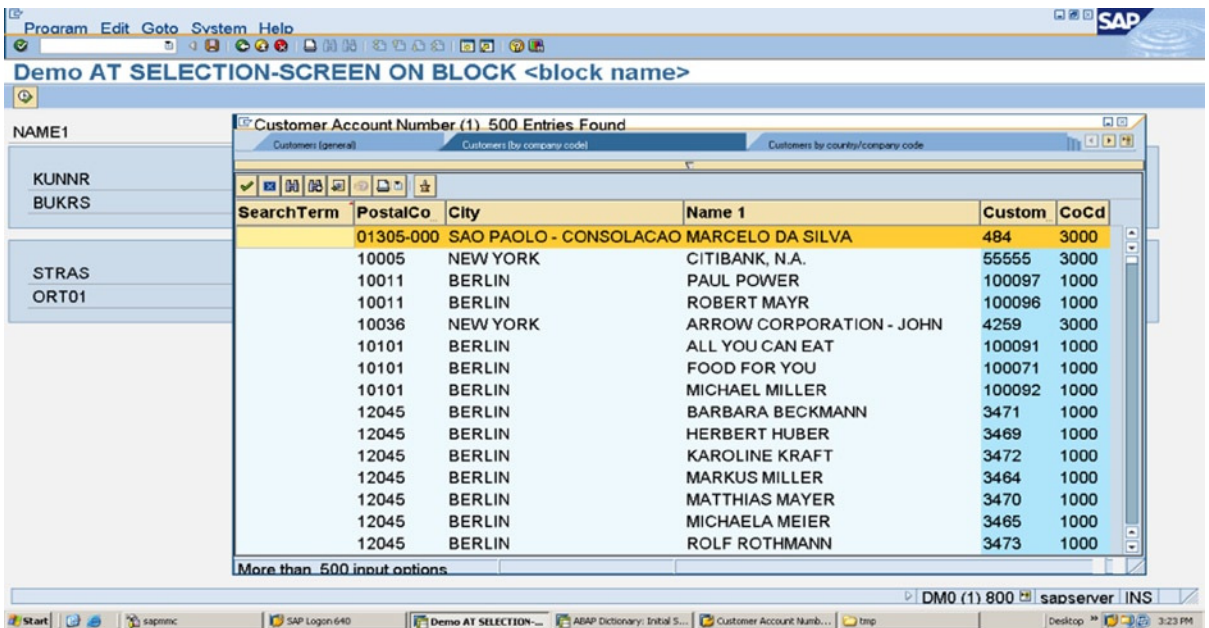 Program Edit Goto System Help
SAP
Demo AT SELECTION-SCREEN ON BLOCK <block name>
NAME1
KUNNR
BUKRS
STRAS
ORT01
Customer Account Number (1) 500 Entries Found
Customers (general) Customers (by company code) Customers by country/company code
SearchTerm PostalCo City Name 1 Custom CoCd
01305-000 SAO PAOLO - CONSOLACAO MARCELO DA SILVA 484 3000
10005 NEW YORK CITIBANK, N.A. 55555 3000
10011 BERLIN PAUL POWER 100097 1000
10011 BERLIN ROBERT MAYR 100096 1000
10036 NEW YORK ARROW CORPORATION - JOHN 4259 3000
10101 BERLIN ALL YOU CAN EAT 100091 1000
10101 BERLIN FOOD FOR YOU 100071 1000
10101 BERLIN MICHAEL MILLER 100092 1000
12045 BERLIN BARBARA BECKMANN 3471 1000
12045 BERLIN HERBERT HUBER 3469 1000
12045 BERLIN KAROLINE KRAFT 3472 1000
12045 BERLIN MARKUS MILLER 3464 1000
12045 BERLIN MATTHIAS MAYER 3470 1000
12045 BERLIN MICHAELA MEIER 3465 1000
12045 BERLIN ROLF ROTHMANN 3473 1000
More than 500 input options
DM0 (1) 800 sapserver INS
Start sapmmc SAP Logon 640 Demo AT SELECTION-... ABAP Dictionary: Initial S... Customer Account Numb... tmp Desktop » 3:23 PM